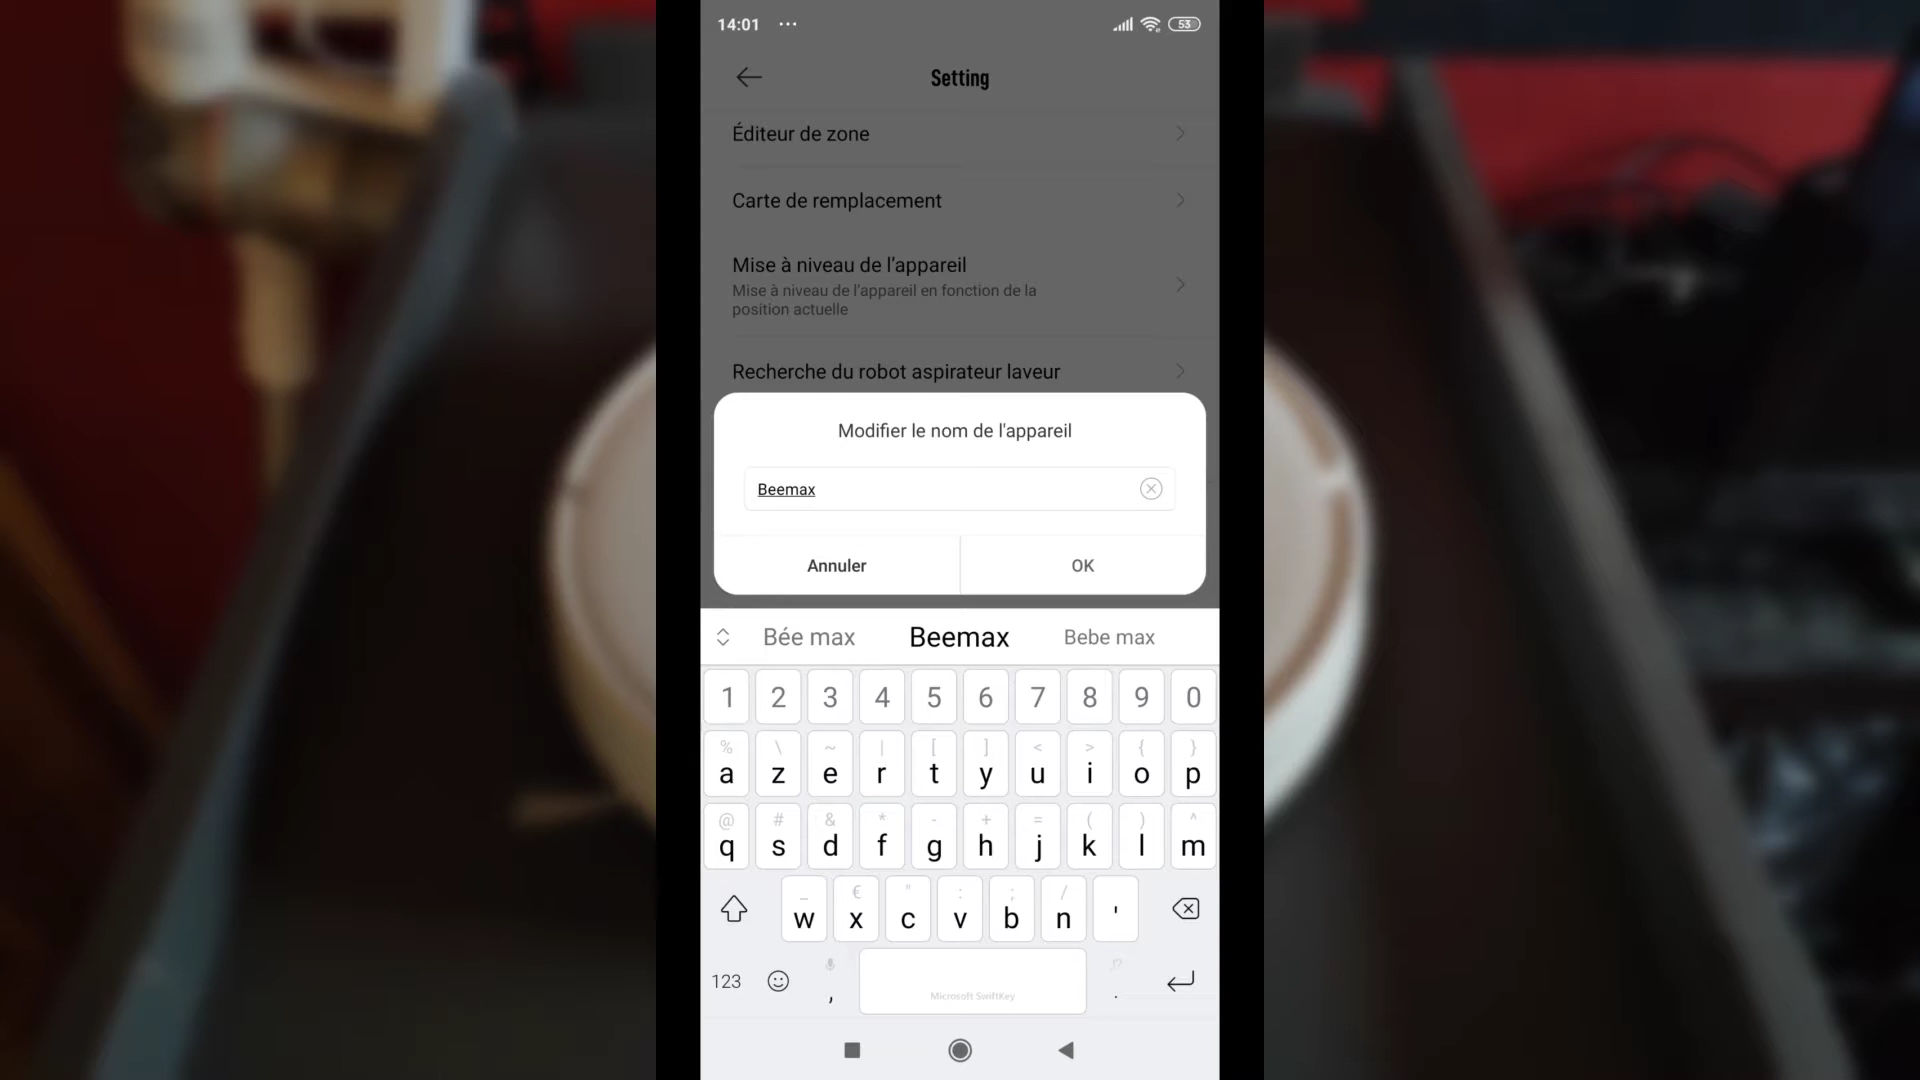 14:01 ... 53
Setting
Éditeur de zone
Carte de remplacement
Mise à niveau de l'appareil
Mise à niveau de l'appareil en fonction de la
position actuelle
Recherche du robot aspirateur laveur
Modifier le nom de l'appareil
Beemax
Annuler OK
Bée max Beemax Bebe max
1 2 3 4 5 6 7 8 9 0
% \ ~ | [ ] < > { }
a z e r t y u i o p
@ # & * - + = ( ) ^
q s d f g h j k l m
_ € " : ; /
w x c v b n '
,!?
123 , Microsoft SwiftKey .